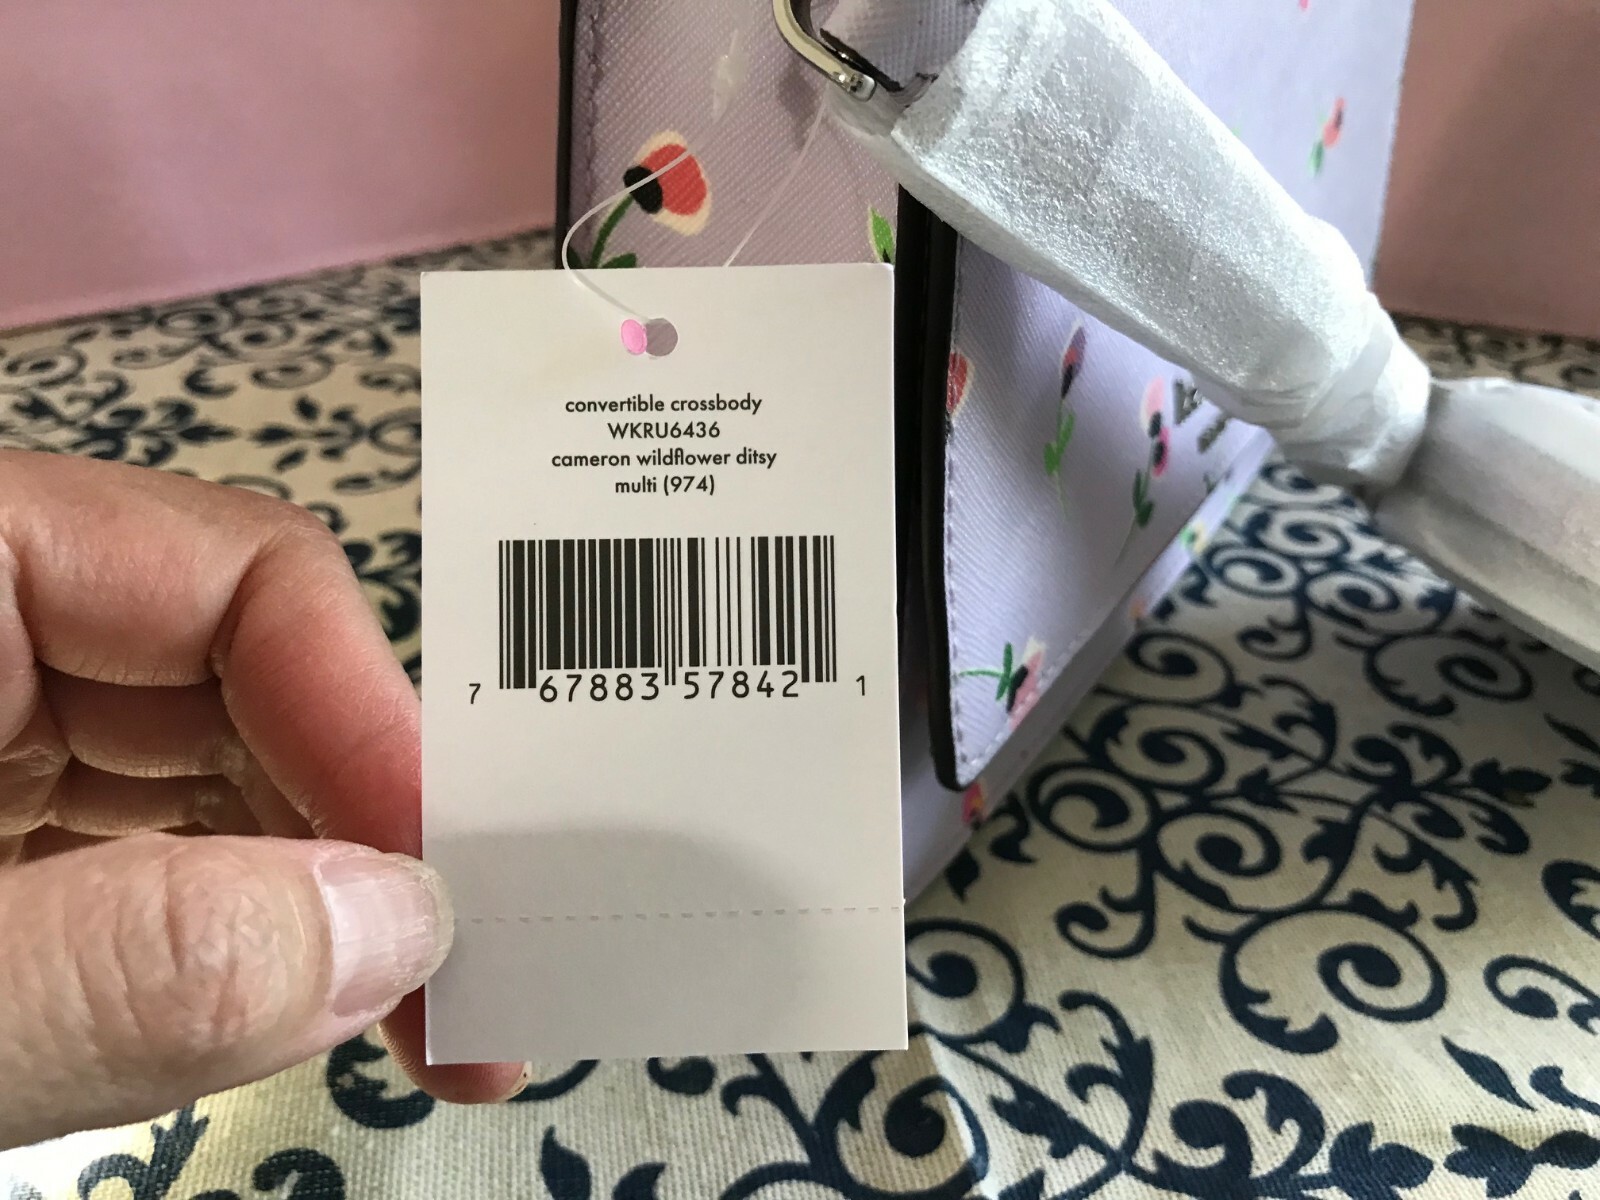 convertible crossbody
WKRU6436
cameron wildflower ditsy
multi (974)
7 67883 57842 1